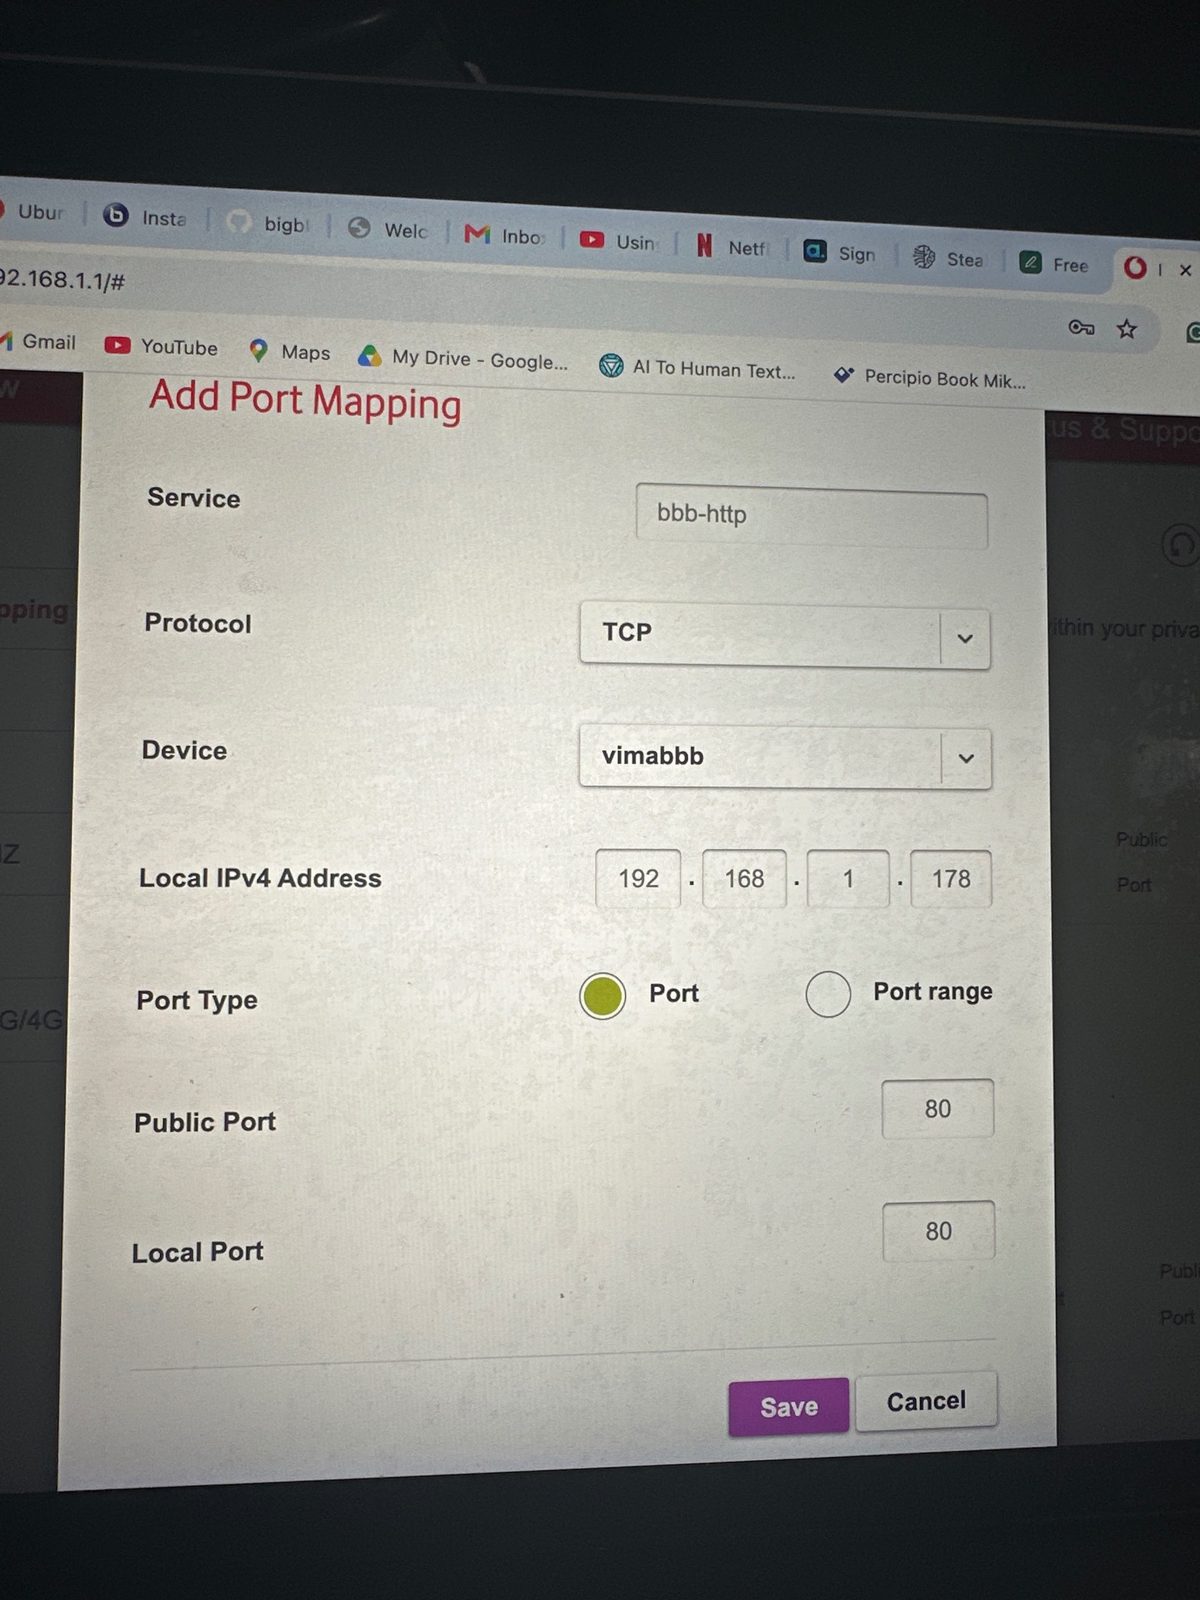 Ubun Insta bigbl Welc Inbo Usin Netf Sign Stea Free
92.168.1.1/#
Gmail YouTube Maps My Drive - Google... AI To Human Text... Percipio Book Mik...
Add Port Mapping
us & Suppo
Service
bbb-http
pping
Protocol
TCP
ithin your priva
Device
vimabbb
Public
Port
IZ
Local IPv4 Address
192 . 168 . 1 . 178
Port Type
Port
Port range
G/4G
Public Port
80
Local Port
80
Publi
Port
Save
Cancel